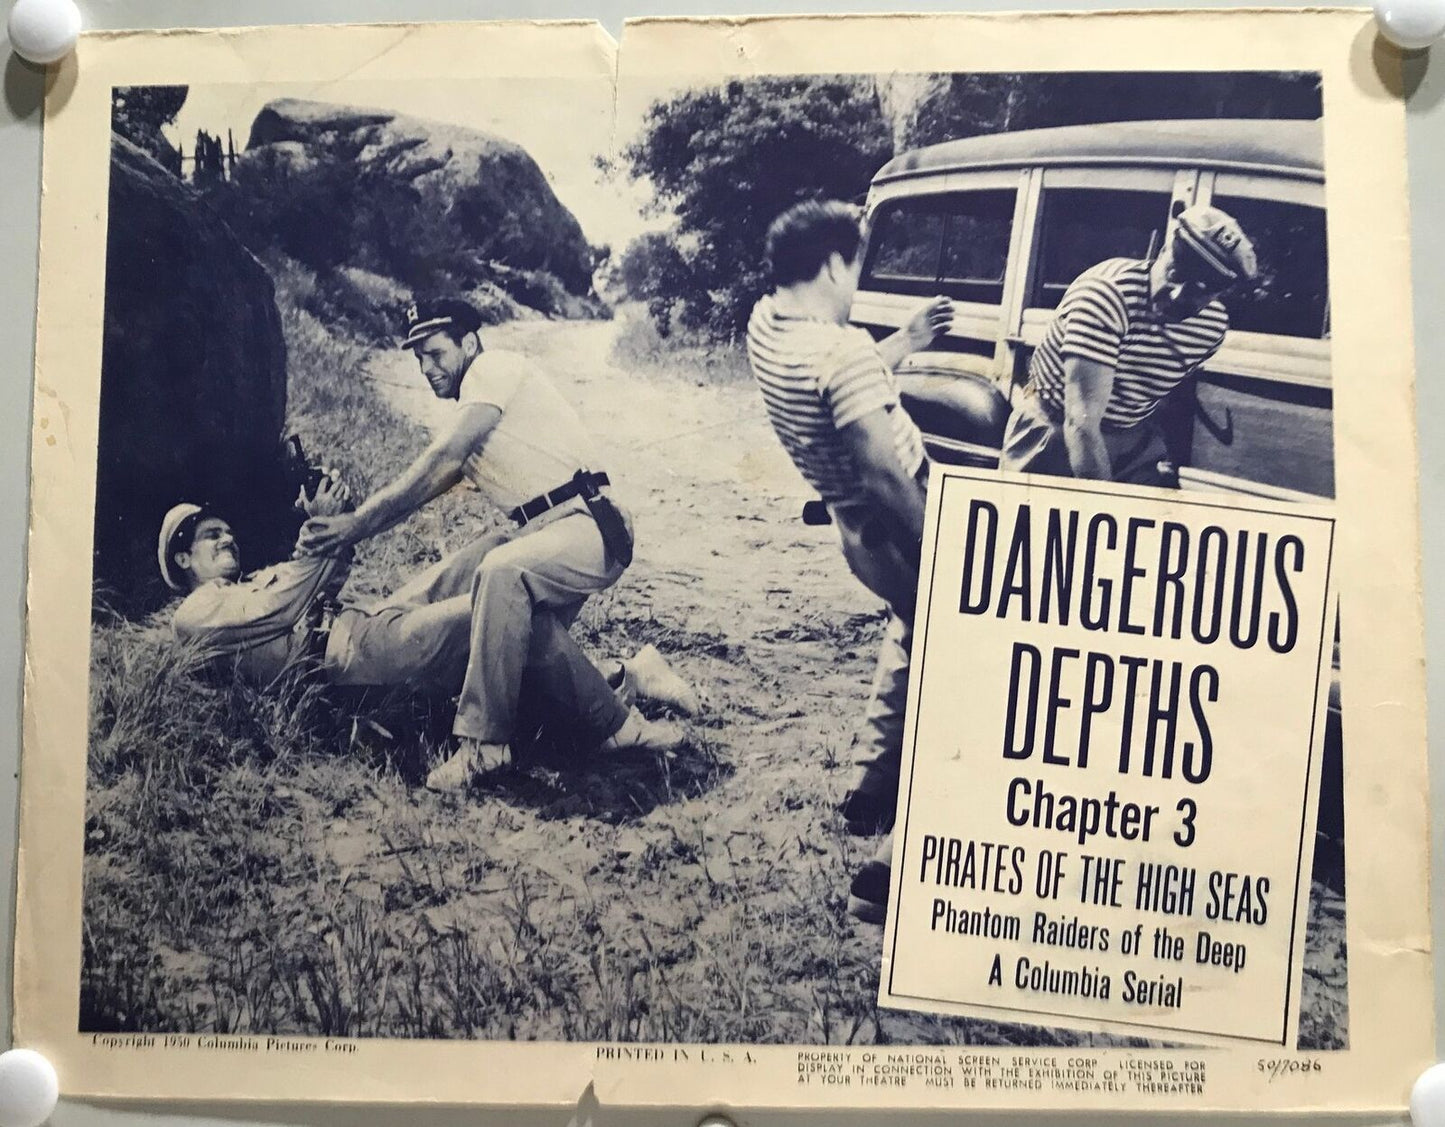 DANGEROUS
DEPTHS
Chapter 3
PIRATES OF THE HIGH SEAS
Phantom Raiders of the Deep
A Columbia Serial
Copyright 1950 Columbia Pictures Corp.
PRINTED IN U. S. A.
PROPERTY OF NATIONAL SCREEN SERVICE CORP. LICENSED FOR
DISPLAY IN CONNECTION WITH THE EXHIBITION OF THIS PICTURE
AT YOUR THEATRE MUST BE RETURNED IMMEDIATELY THEREAFTER
50/7086